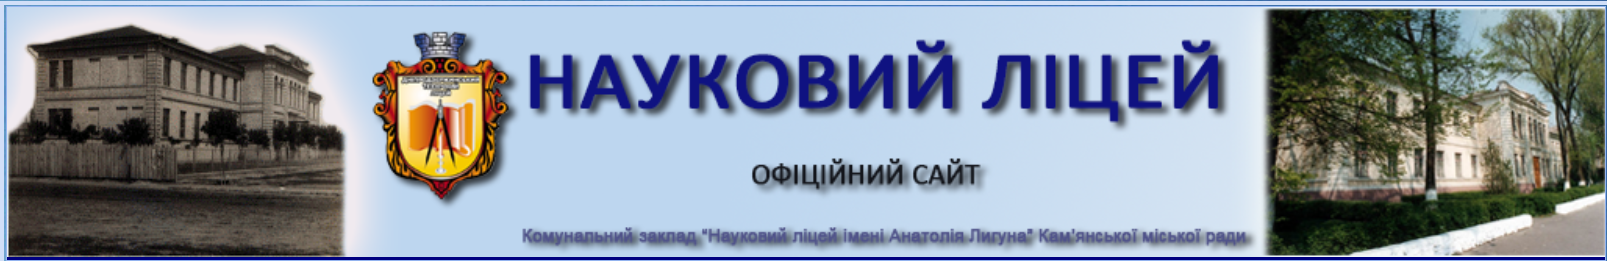 НАУКОВИЙ ЛІЦЕЙ
ОФІЦІЙНИЙ САЙТ
Комунальний заклад “Науковий ліцей імені Анатолія Лигуна” Кам’янської міської ради